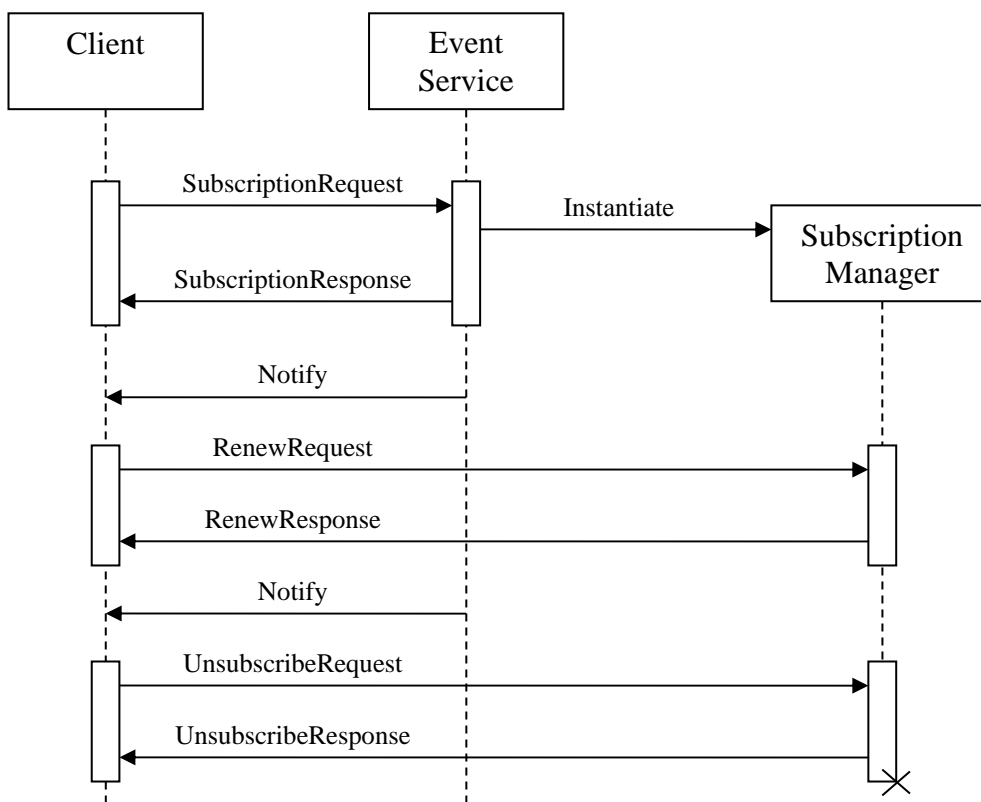 Client
Event
Service
SubscriptionRequest
Instantiate
Subscription
Manager
SubscriptionResponse
Notify
RenewRequest
RenewResponse
Notify
UnsubscribeRequest
UnsubscribeResponse